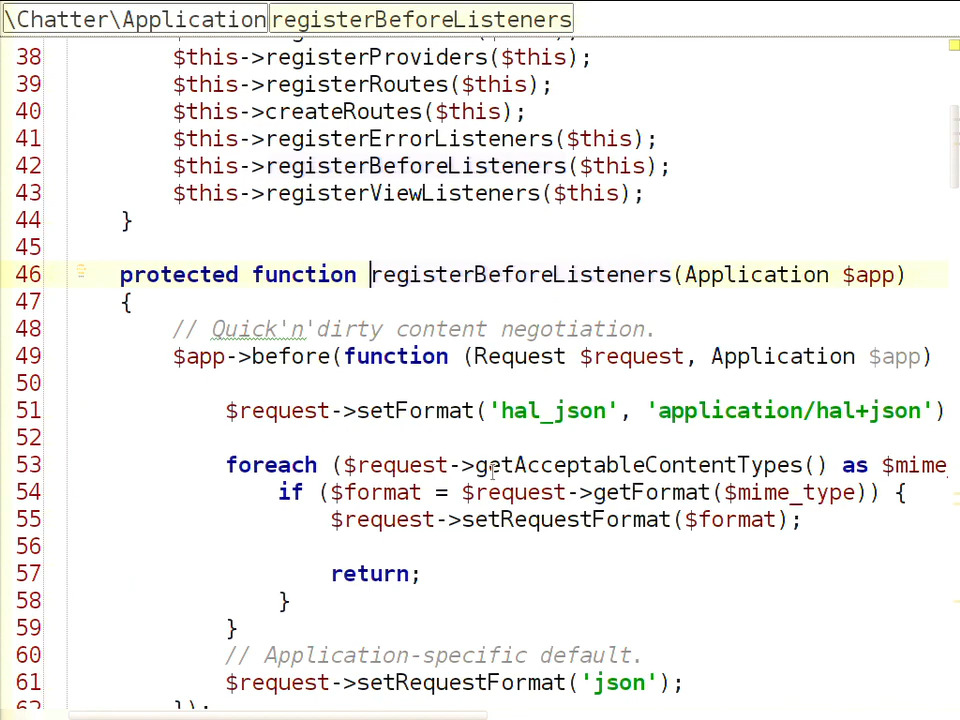 \Chatter\Application registerBeforeListeners
38 $this->registerProviders($this);
39 $this->registerRoutes($this);
40 $this->createRoutes($this);
41 $this->registerErrorListeners($this);
42 $this->registerBeforeListeners($this);
43 $this->registerViewListeners($this);
44 }
45
46 protected function registerBeforeListeners(Application $app)
47 {
48 // Quick'n'dirty content negotiation.
49 $app->before(function (Request $request, Application $app)
50
51 $request->setFormat('hal_json', 'application/hal+json')
52
53 foreach ($request->getAcceptableContentTypes() as $mime
54 if ($format = $request->getFormat($mime_type)) {
55 $request->setRequestFormat($format);
56
57 return;
58 }
59 }
60 // Application-specific default.
61 $request->setRequestFormat('json');
62 });